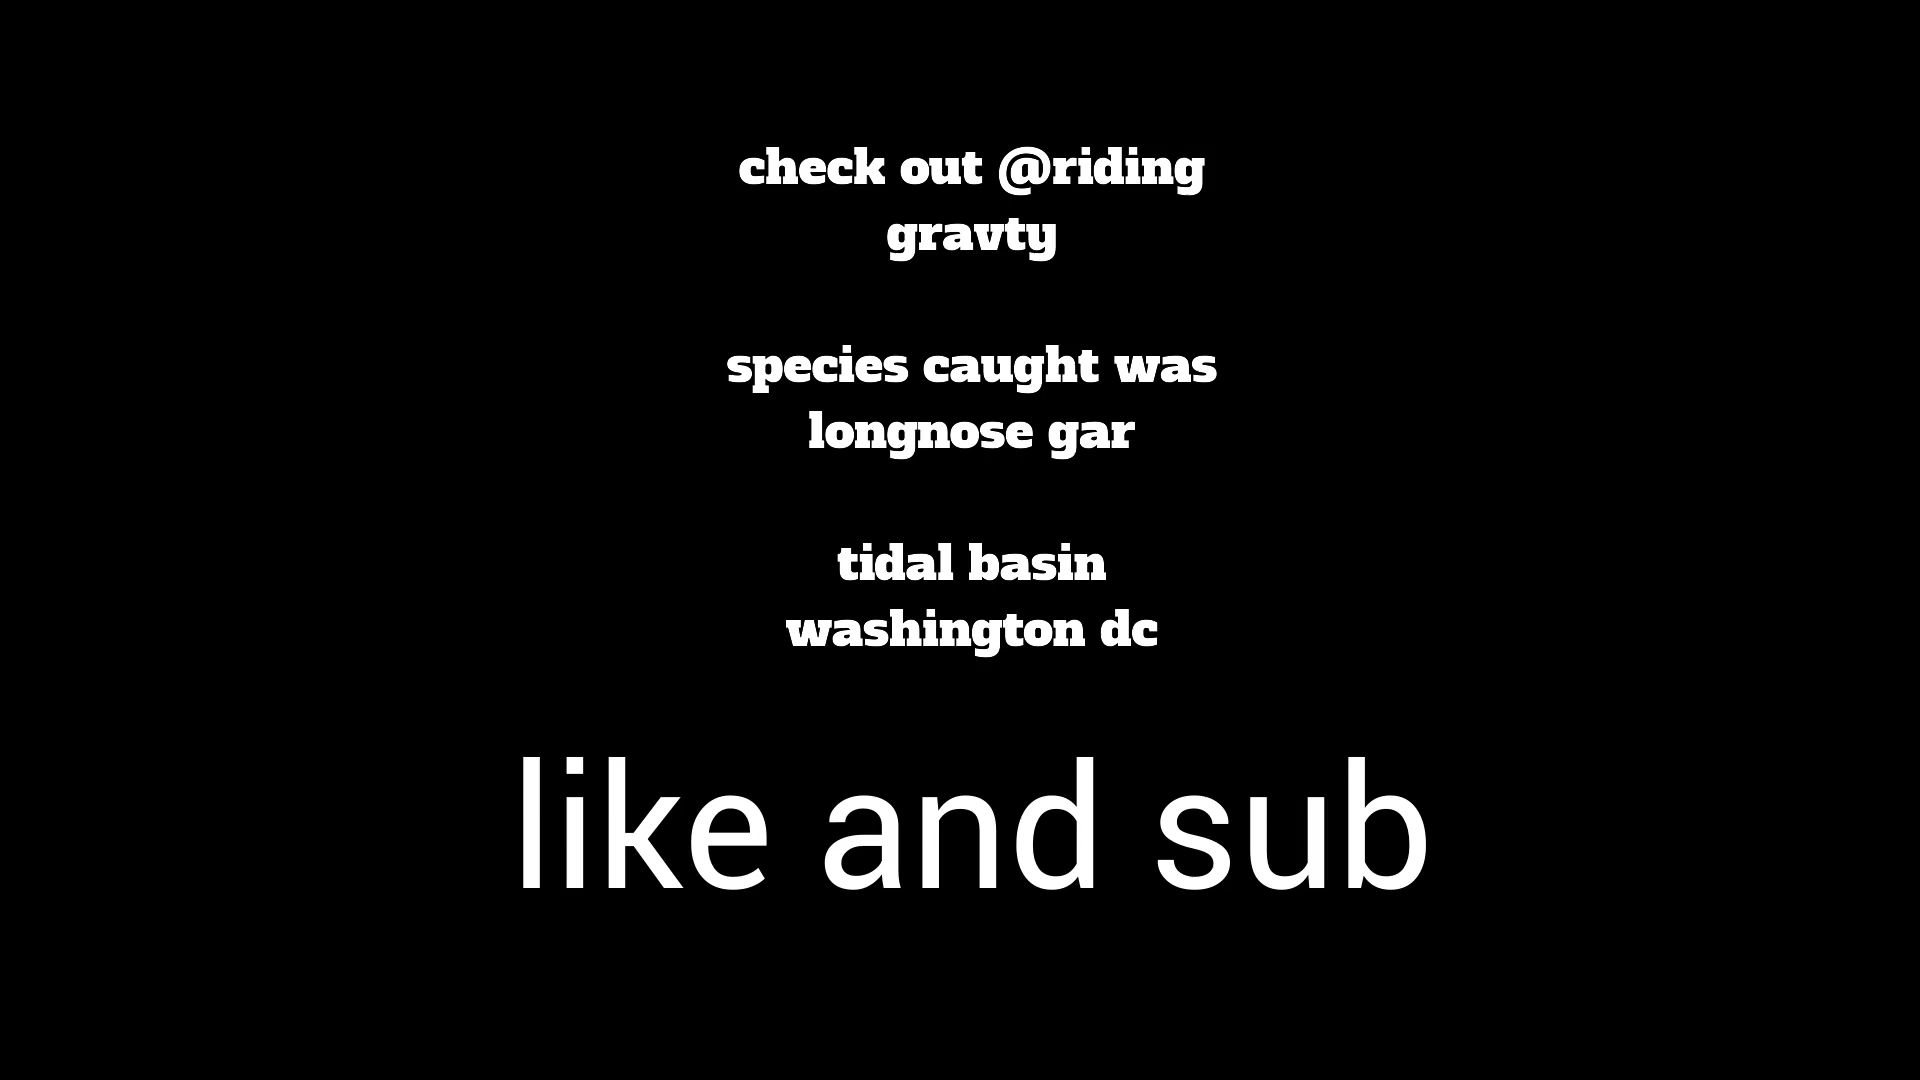 check out @riding
gravty
species caught was
longnose gar
tidal basin
washington dc
like and sub